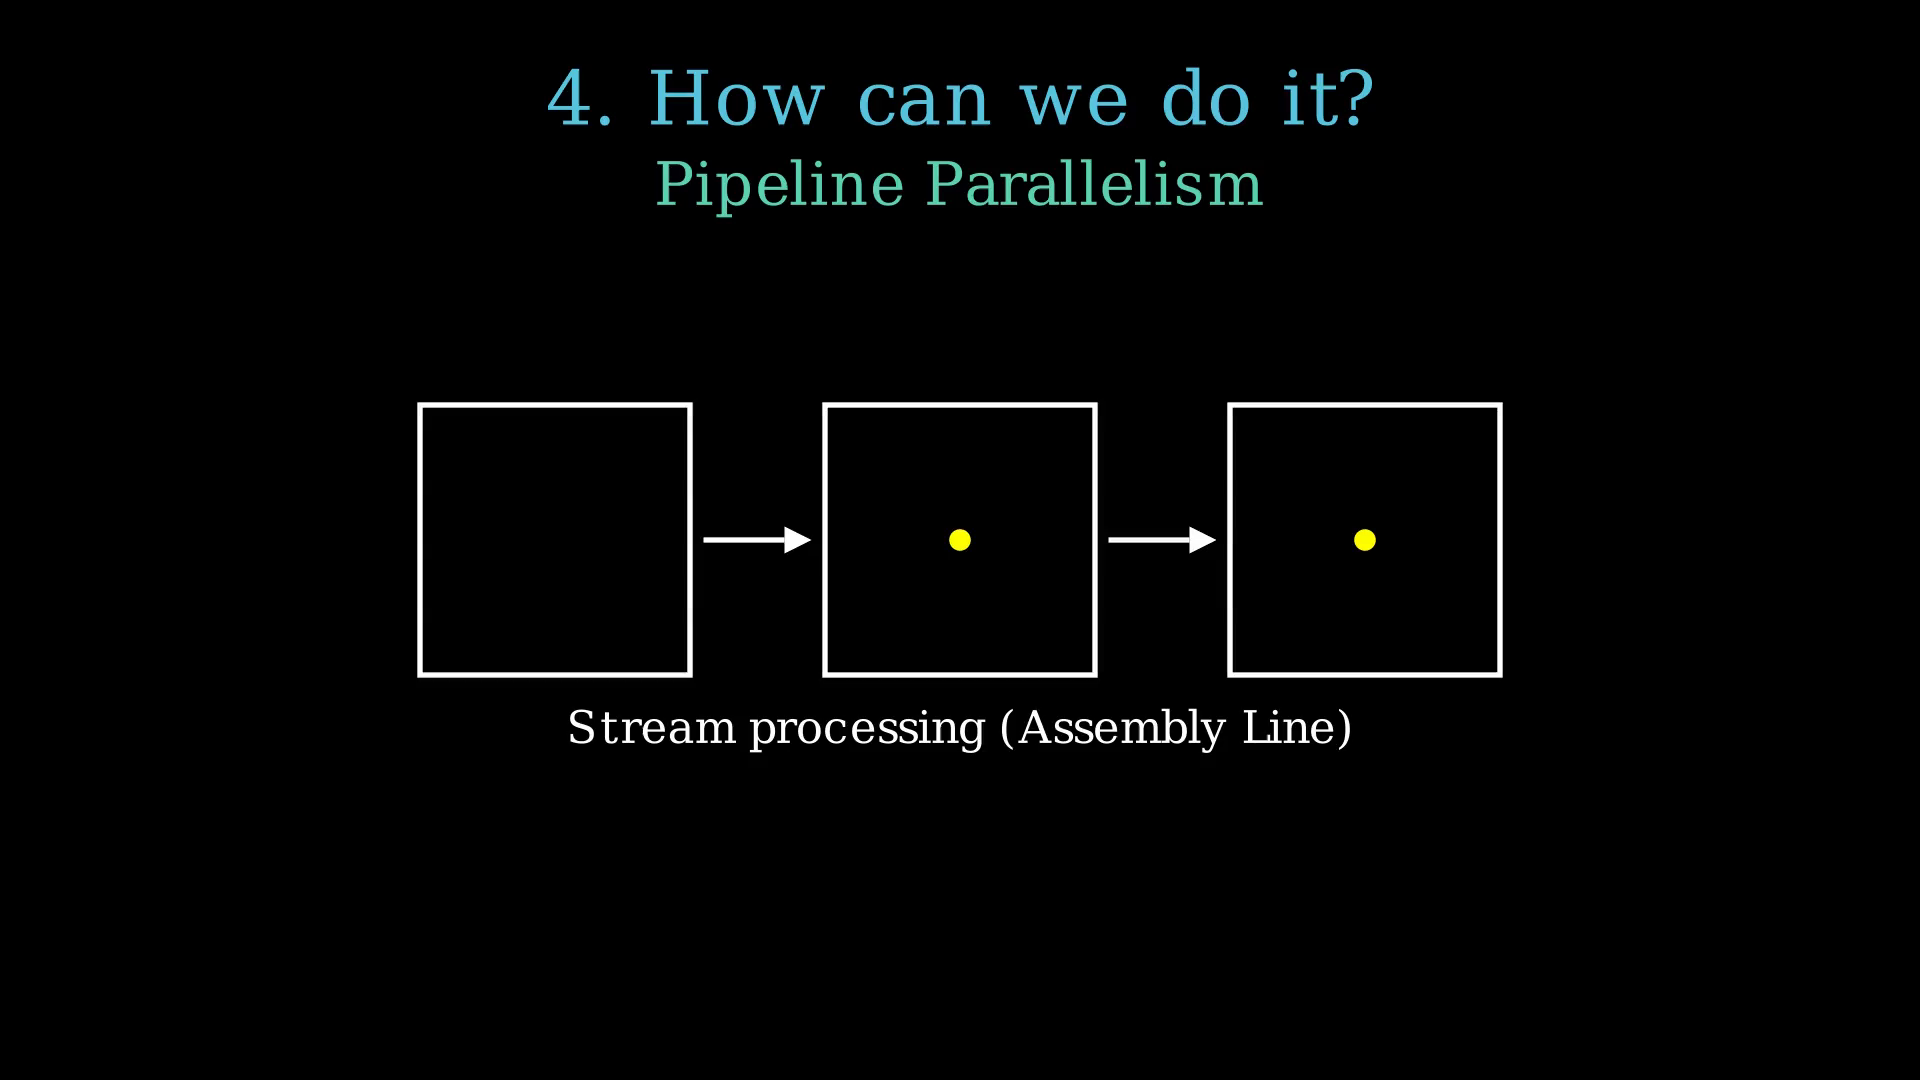 4. How can we do it?
Pipeline Parallelism
Stream processing (Assembly Line)